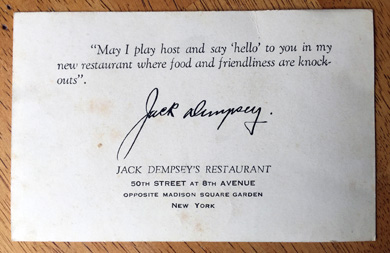 "May I play host and say 'hello' to you in my
new restaurant where food and friendliness are knock-
outs".
Jack Dempsey.
JACK DEMPSEY'S RESTAURANT
50TH STREET AT 8TH AVENUE
OPPOSITE MADISON SQUARE GARDEN
NEW YORK